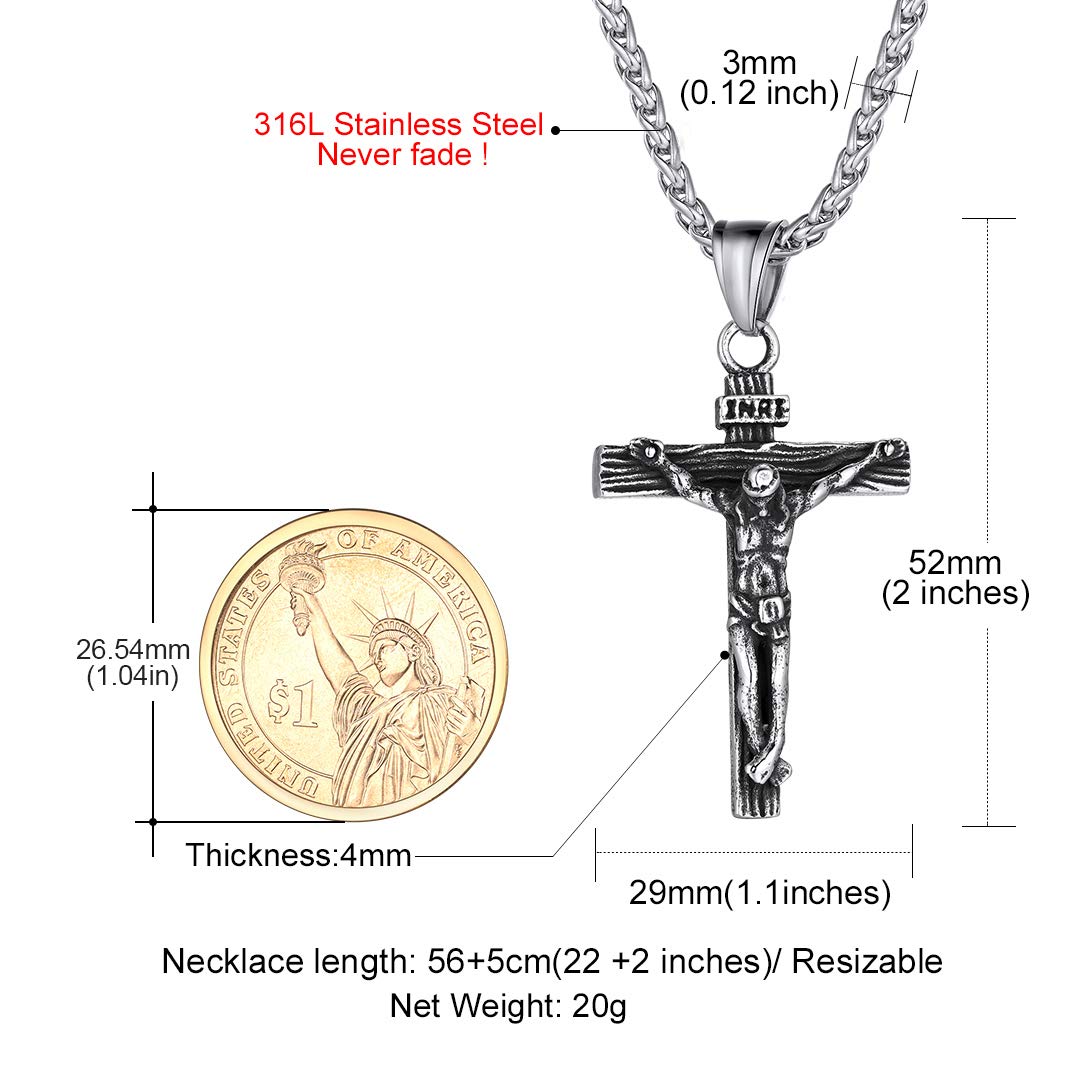 3mm
(0.12 inch)
316L Stainless Steel
Never fade !
INRI
52mm
(2 inches)
UNITED STATES OF AMERICA
$1
26.54mm
(1.04in)
Thickness:4mm
29mm(1.1inches)
Necklace length: 56+5cm(22 +2 inches)/ Resizable
Net Weight: 20g